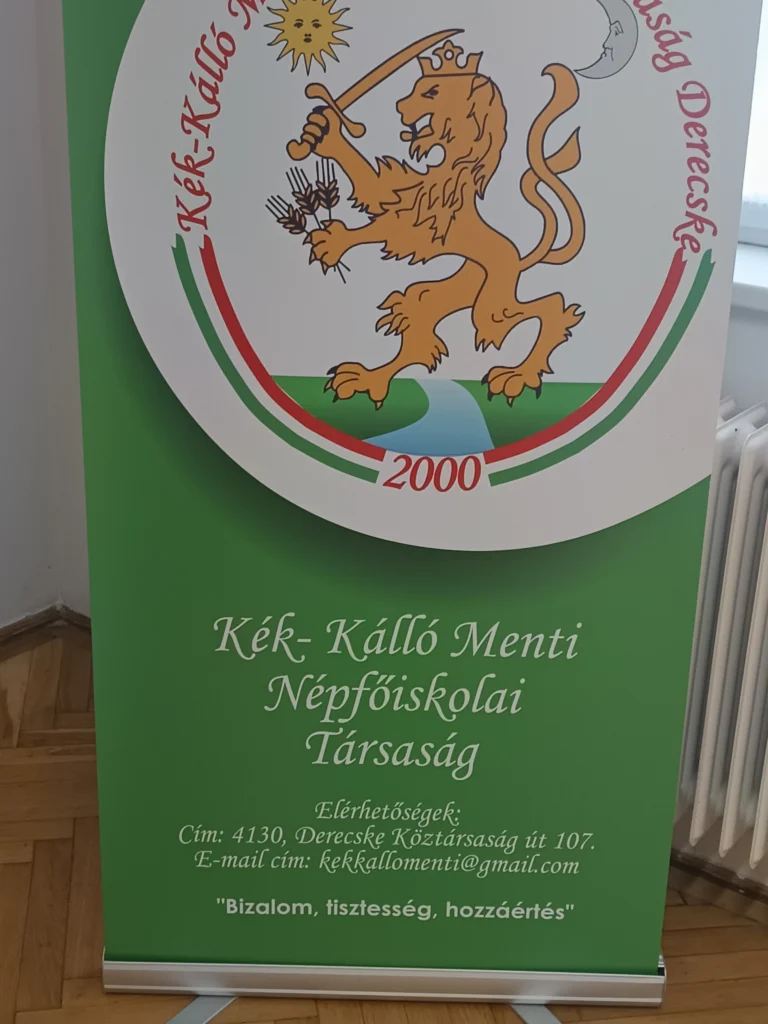 Kék-Kálló
Derecske
2000
Kék- Kálló Menti
Népfőiskolai
Társaság
Elérhetőségek:
Cím: 4130, Derecske Köztársaság út 107.
E-mail cím: kekkallomenti@gmail.com
"Bizalom, tisztesség, hozzáértés"